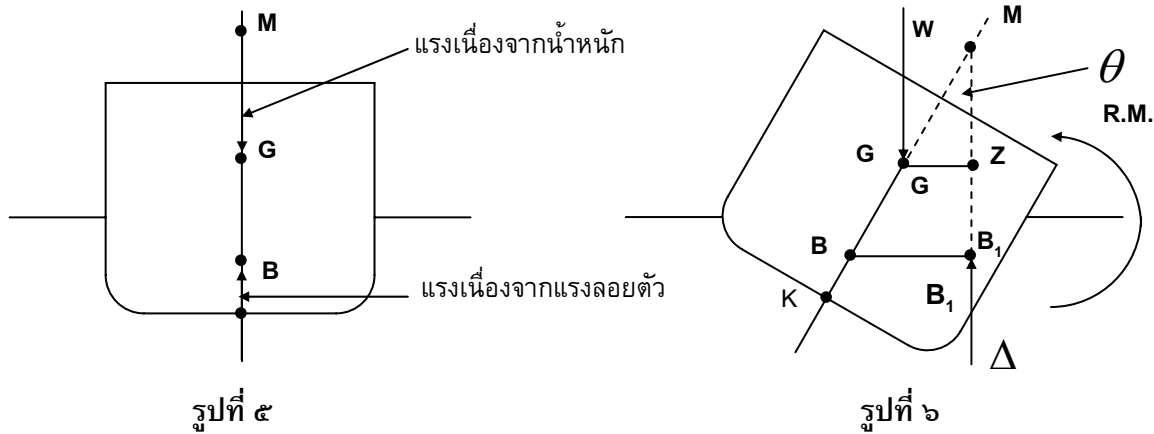 M
แรงเนื่องจากน้ำหนัก
G
B
แรงเนื่องจากแรงลอยตัว
รูปที่ ๕
W
M
θ
R.M.
G
Z
G
B
B₁
K
B₁
Δ
รูปที่ ๖